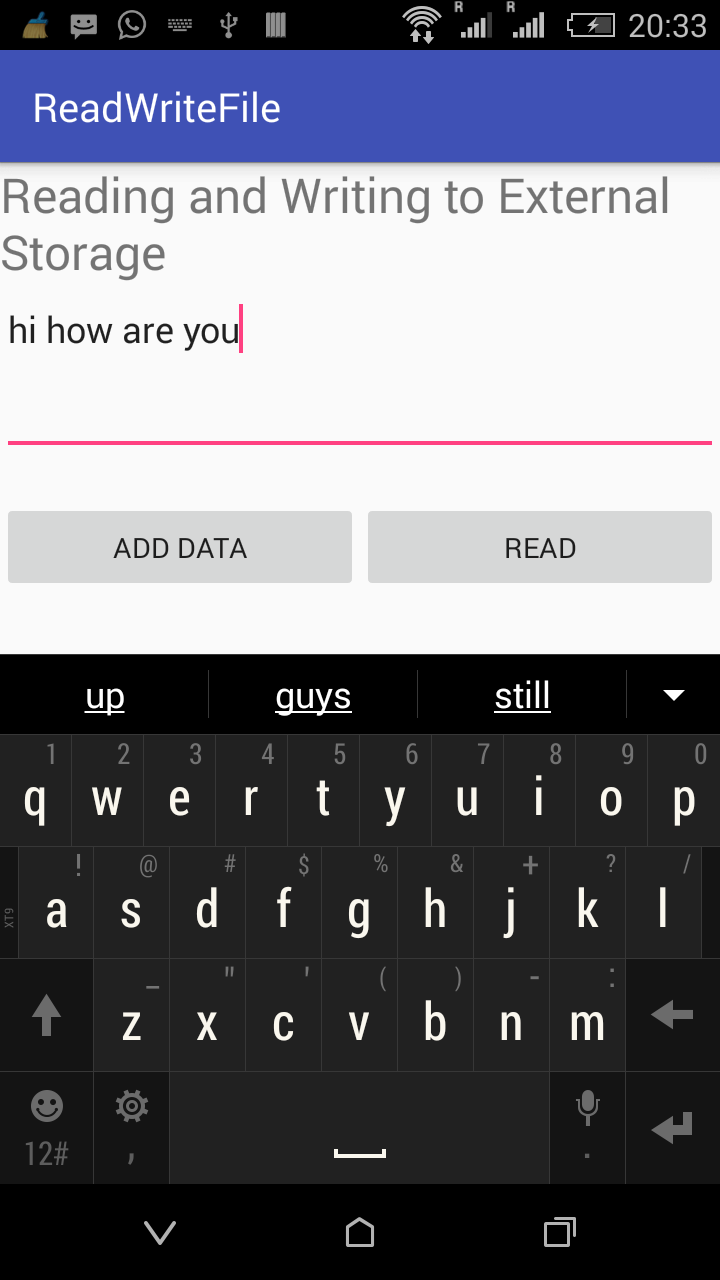 R R 20:33
ReadWriteFile
Reading and Writing to External
Storage
hi how are you
ADD DATA READ
up guys still
1 2 3 4 5 6 7 8 9 0
q w e r t y u i o p
! @ # $ % & + ? /
XT9 a s d f g h j k l
_ " ' ( ) - :
z x c v b n m
12# , .